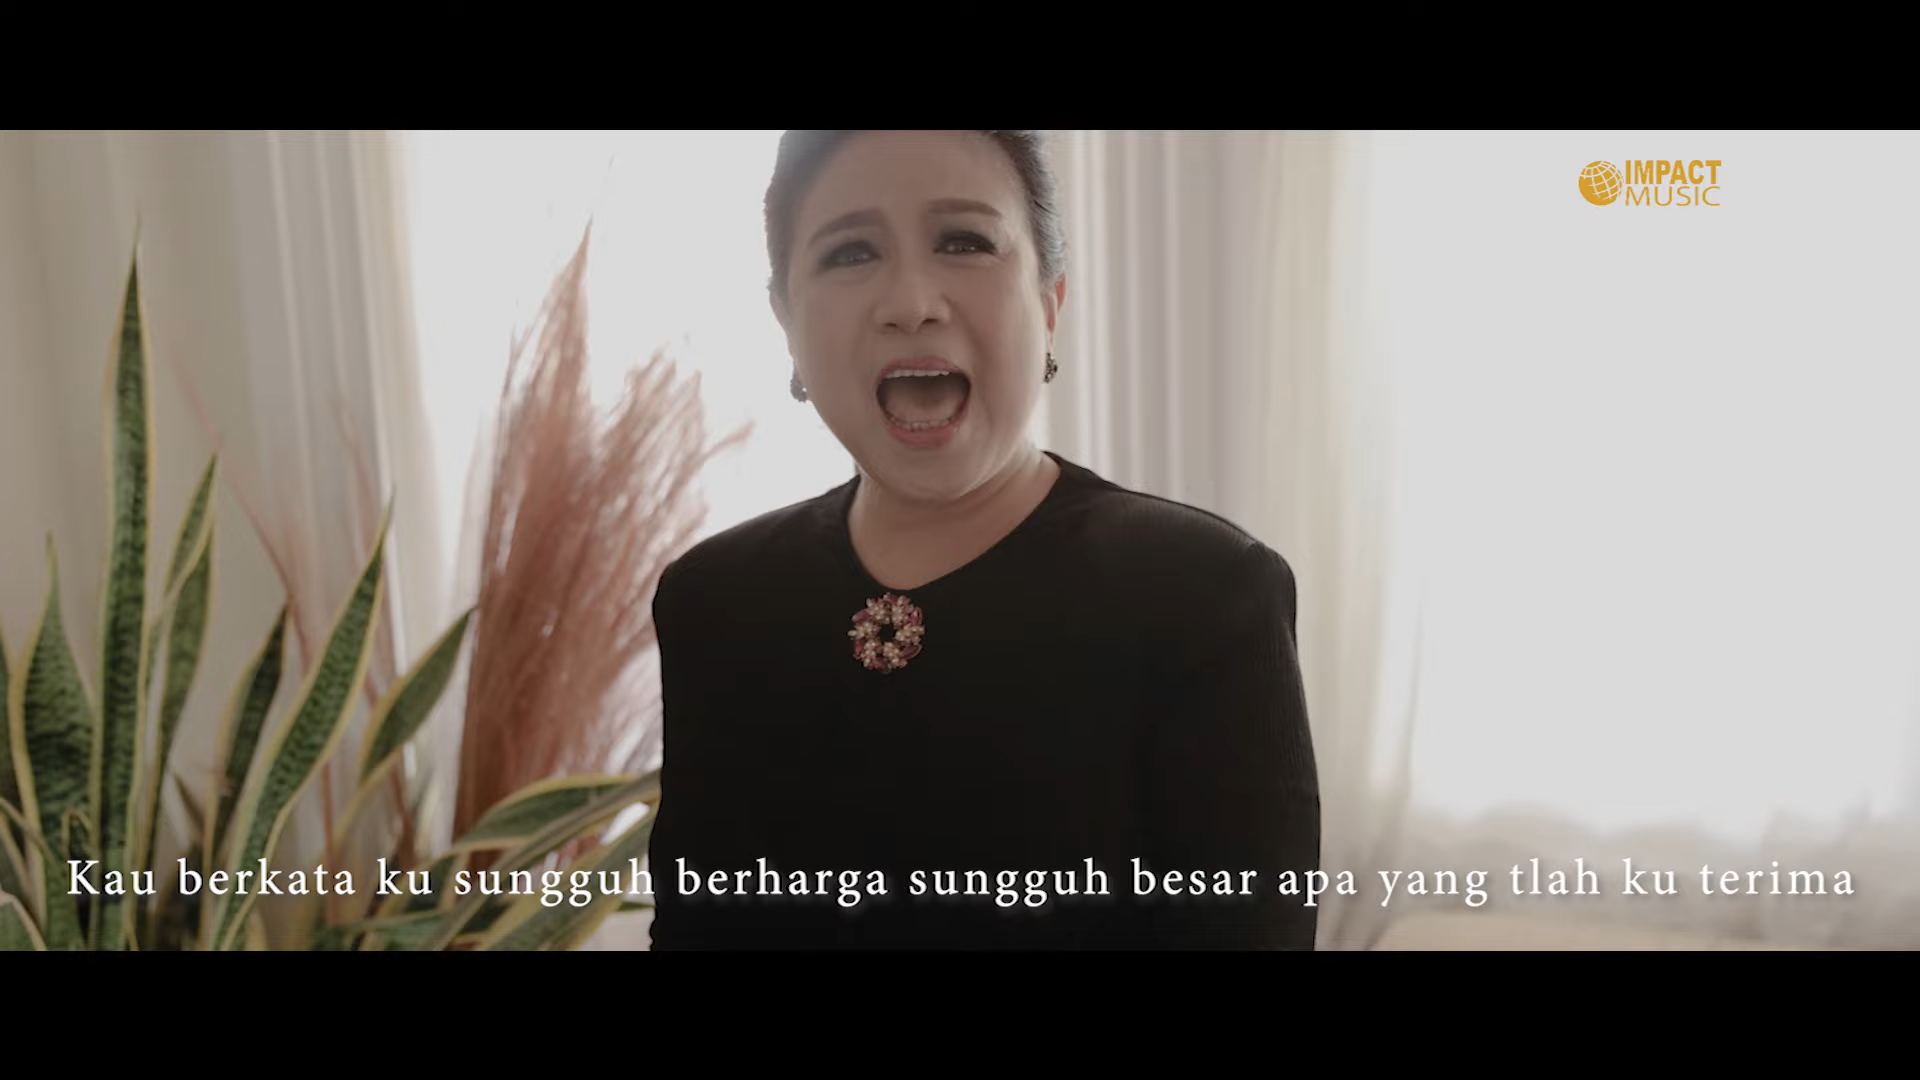 IMPACT
MUSIC
Kau berkata ku sungguh berharga sungguh besar apa yang tlah ku terima